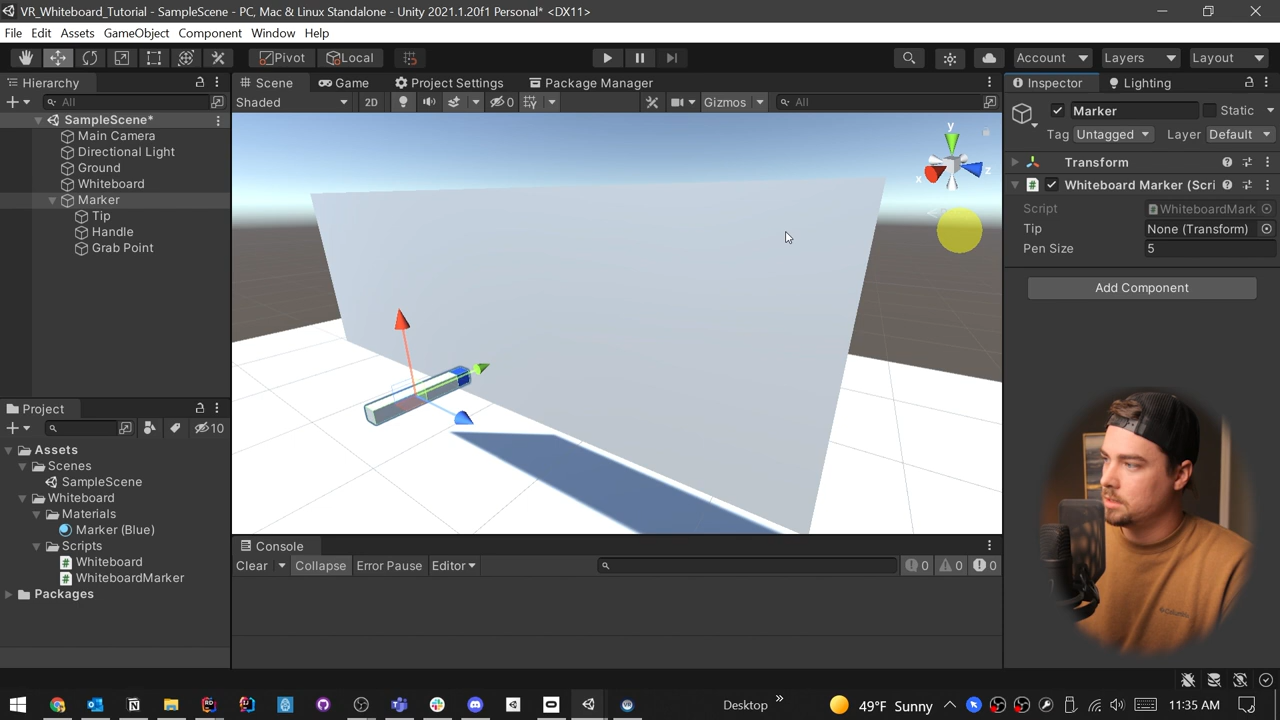 VR_Whiteboard_Tutorial - SampleScene - PC, Mac & Linux Standalone - Unity 2021.1.20f1 Personal* <DX11>
File Edit Assets GameObject Component Window Help
Pivot Local Account Layers Layout
Hierarchy
All
SampleScene*
Main Camera
Directional Light
Ground
Whiteboard
Marker
Tip
Handle
Grab Point
Project
10
Assets
Scenes
SampleScene
Whiteboard
Materials
Marker (Blue)
Scripts
Whiteboard
WhiteboardMarker
Packages
Scene Game Project Settings Package Manager
Shaded 2D 0 Gizmos All
y
x
z
Console
Clear Collapse Error Pause Editor 0 0 0
Inspector Lighting
Marker Static
Tag Untagged Layer Default
Transform
Whiteboard Marker (Scri
Script WhiteboardMark
Tip None (Transform)
Pen Size 5
Add Component
Columbia
Desktop 49°F Sunny 11:35 AM